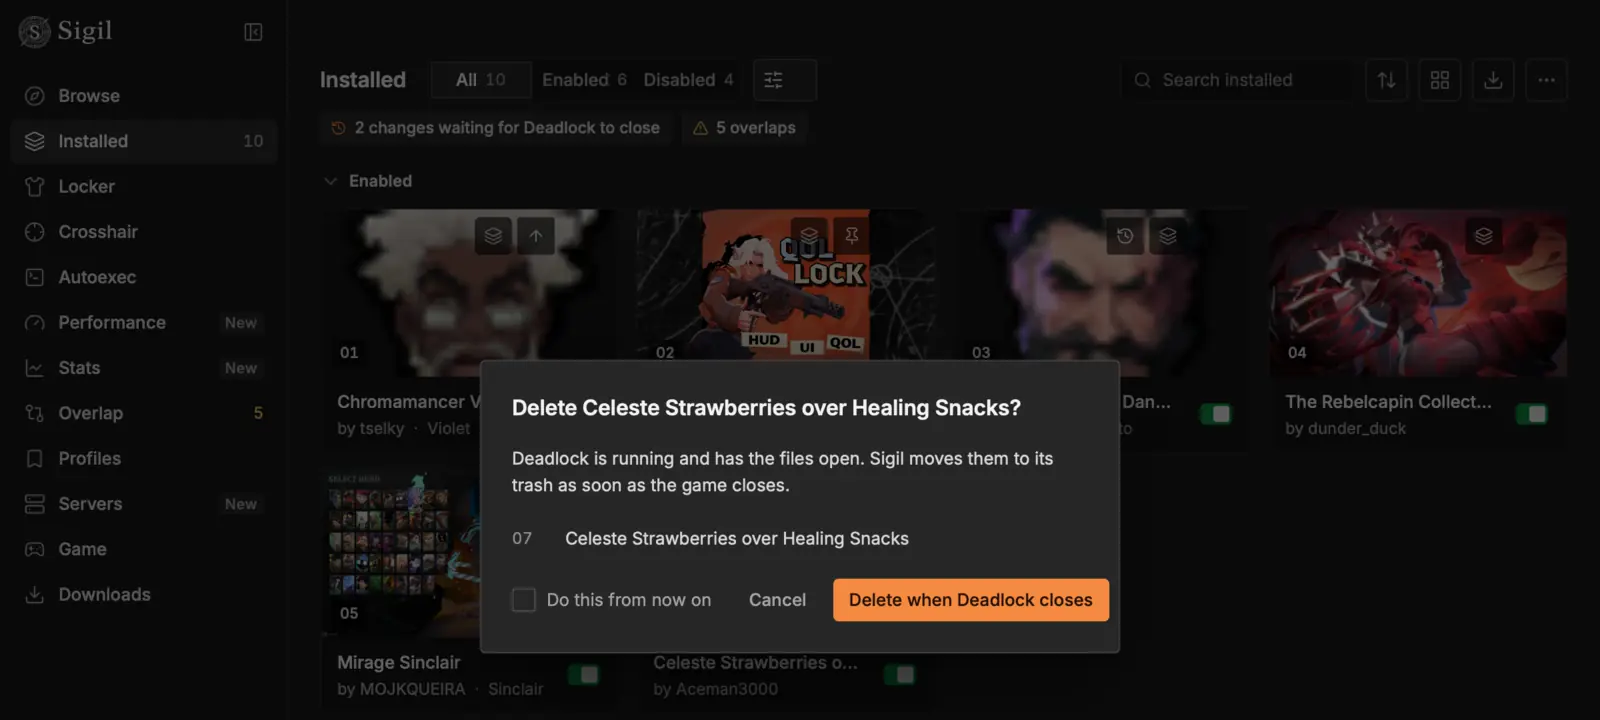 Sigil
Browse
Installed 10
Locker
Crosshair
Autoexec
Performance New
Stats New
Overlap 5
Profiles
Servers New
Game
Downloads
Installed All 10 Enabled 6 Disabled 4 Search installed
2 changes waiting for Deadlock to close 5 overlaps
Enabled
QOL
LOCK
HUD UI QOL
01 02 03 04
Chromamancer V Dan... The Rebelcapin Collect...
by tselky · Violet to by dunder_duck
Delete Celeste Strawberries over Healing Snacks?
Deadlock is running and has the files open. Sigil moves them to its
trash as soon as the game closes.
07 Celeste Strawberries over Healing Snacks
Do this from now on Cancel Delete when Deadlock closes
SELECT HERO
05
Mirage Sinclair Celeste Strawberries o...
by MOJKQUEIRA · Sinclair by Aceman3000